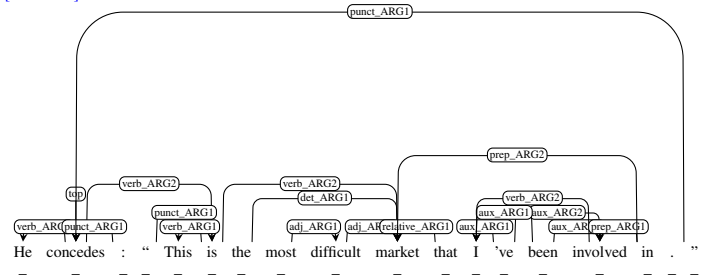 punct_ARG1
prep_ARG2
top
verb_ARG2
verb_ARG2
verb_ARG2
det_ARG1
punct_ARG1
aux_ARG1
aux_ARG2
punct_ARG1
verb_ARG1
adj_ARG1
relative_ARG1
aux_ARG1
prep_ARG1
He concedes : “ This is the most difficult market that I 've been involved in . ”